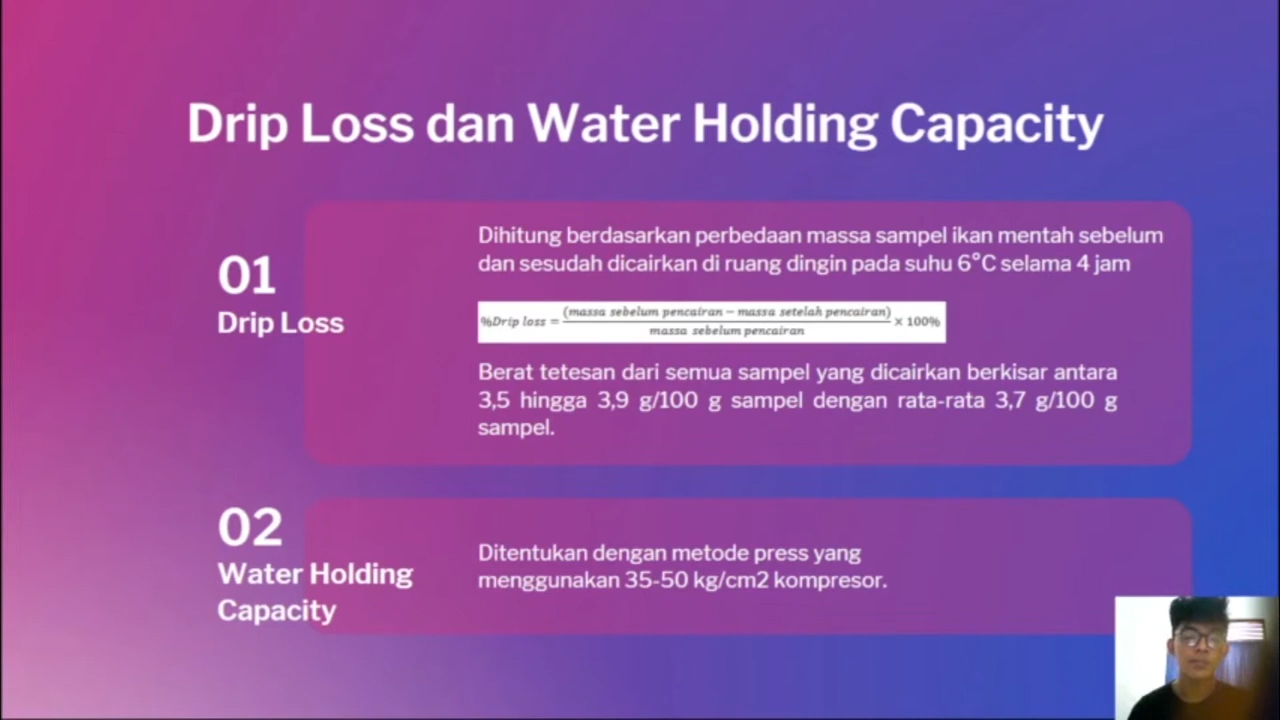 Drip Loss dan Water Holding Capacity
01
Drip Loss
Dihitung berdasarkan perbedaan massa sampel ikan mentah sebelum
dan sesudah dicairkan di ruang dingin pada suhu 6°C selama 4 jam
%Drip loss = (massa sebelum pencairan − massa setelah pencairan) / massa sebelum pencairan × 100%
Berat tetesan dari semua sampel yang dicairkan berkisar antara
3,5 hingga 3,9 g/100 g sampel dengan rata-rata 3,7 g/100 g
sampel.
02
Water Holding
Capacity
Ditentukan dengan metode press yang
menggunakan 35-50 kg/cm2 kompresor.